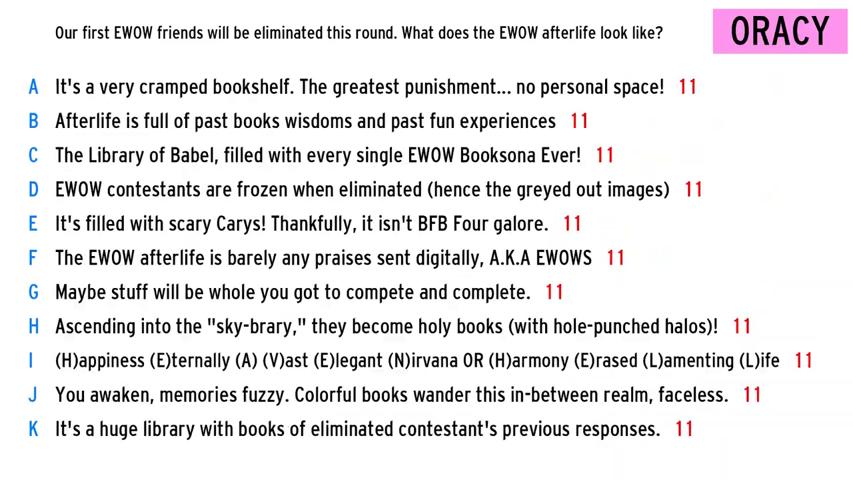 Our first EWOW friends will be eliminated this round. What does the EWOW afterlife look like?
ORACY
A It's a very cramped bookshelf. The greatest punishment... no personal space! 11
B Afterlife is full of past books wisdoms and past fun experiences 11
C The Library of Babel, filled with every single EWOW Booksona Ever! 11
D EWOW contestants are frozen when eliminated (hence the greyed out images) 11
E It's filled with scary Carys! Thankfully, it isn't BFB Four galore. 11
F The EWOW afterlife is barely any praises sent digitally, A.K.A EWOWS 11
G Maybe stuff will be whole you got to compete and complete. 11
H Ascending into the "sky-brary," they become holy books (with hole-punched halos)! 11
I (H)appiness (E)ternally (A) (V)ast (E)legant (N)irvana OR (H)armony (E)rased (L)amenting (L)ife 11
J You awaken, memories fuzzy. Colorful books wander this in-between realm, faceless. 11
K It's a huge library with books of eliminated contestant's previous responses. 11